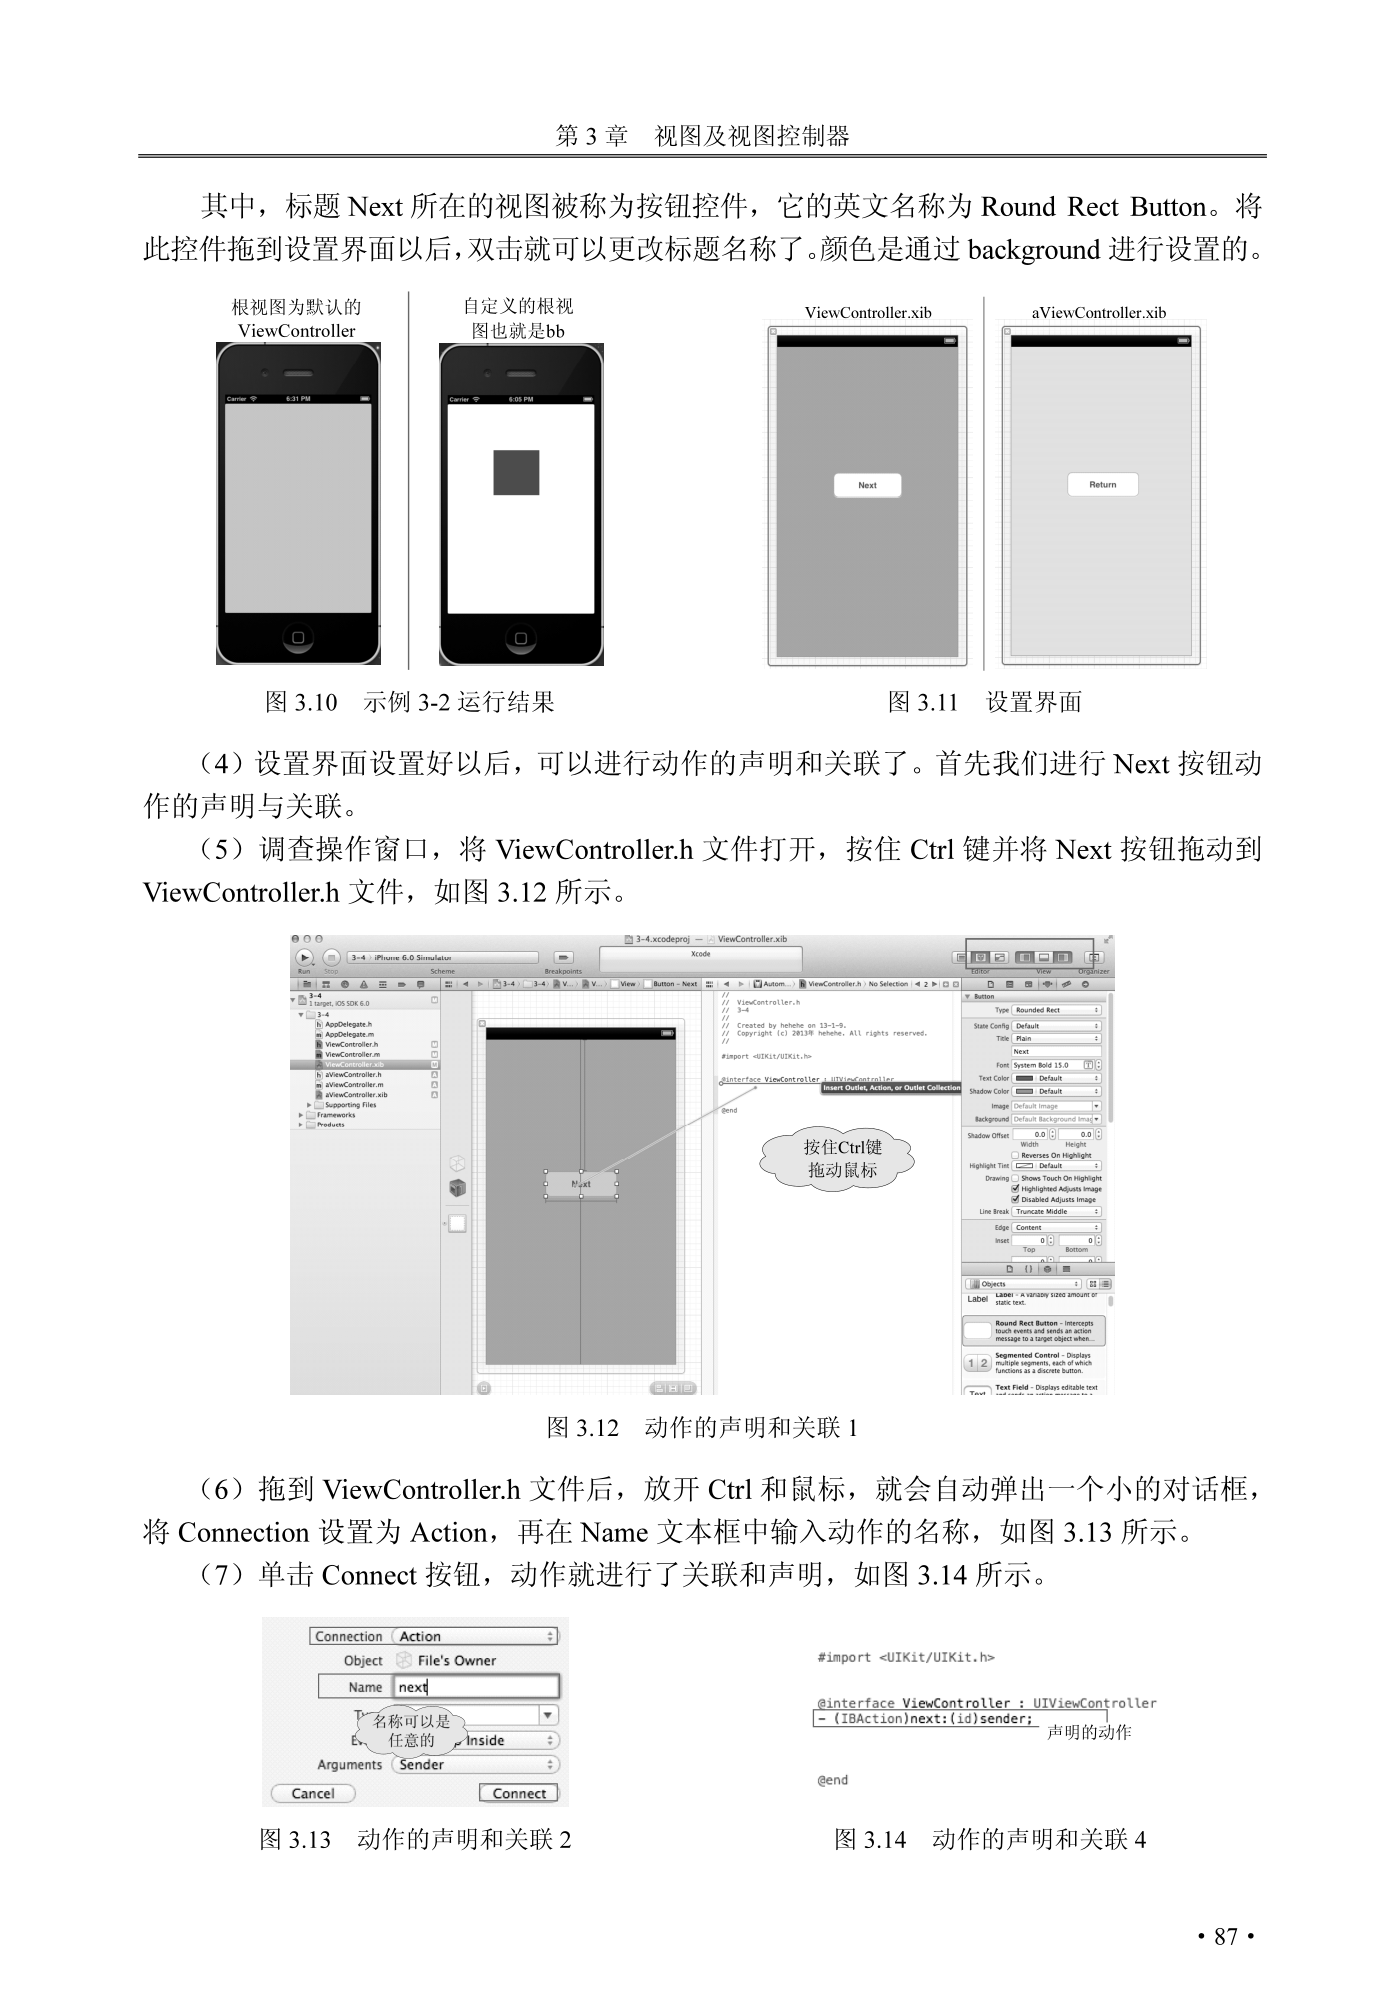 第 3 章　视图及视图控制器
其中，标题 Next 所在的视图被称为按钮控件，它的英文名称为 Round Rect Button。将
此控件拖到设置界面以后，双击就可以更改标题名称了。颜色是通过 background 进行设置的。
根视图为默认的
ViewController
自定义的根视
图也就是bb
ViewController.xib
aViewController.xib
Carrier 6:31 PM
Carrier 6:05 PM
Next
Return
图 3.10　示例 3-2 运行结果
图 3.11　设置界面
（4）设置界面设置好以后，可以进行动作的声明和关联了。首先我们进行 Next 按钮动
作的声明与关联。
（5）调查操作窗口，将 ViewController.h 文件打开，按住 Ctrl 键并将 Next 按钮拖动到
ViewController.h 文件，如图 3.12 所示。
3-4.xcodeproj — ViewController.xib
3-4 iPhone 6.0 Simulator
Xcode
Run Stop Scheme Breakpoints Editor View Organizer
3-4 3-4 V... V... View Button - Next
Autom... ViewController.h No Selection 2
3-4
1 target, iOS SDK 6.0
3-4
AppDelegate.h
AppDelegate.m
ViewController.h
ViewController.m
ViewController.xib
aViewController.h
aViewController.m
aViewController.xib
Supporting Files
Frameworks
Products
Next
//
// ViewController.h
// 3-4
//
// Created by hehehe on 13-1-9.
// Copyright (c) 2013年 hehehe. All rights reserved.
//
#import <UIKit/UIKit.h>
@interface ViewController : UIViewController
Insert Outlet, Action, or Outlet Collection
@end
按住Ctrl键
拖动鼠标
Button
Type Rounded Rect
State Config Default
Title Plain
Next
Font System Bold 15.0
Text Color Default
Shadow Color Default
Image Default Image
Background Default Background Imag
Shadow Offset 0.0 0.0
Width Height
Reverses On Highlight
Highlight Tint Default
Drawing Shows Touch On Highlight
Highlighted Adjusts Image
Disabled Adjusts Image
Line Break Truncate Middle
Edge Content
Inset 0 0
Top Bottom
Objects
Label Label - A variably sized amount of
static text.
Round Rect Button - Intercepts
touch events and sends an action
message to a target object when...
1 2 Segmented Control - Displays
multiple segments, each of which
functions as a discrete button.
Text Text Field - Displays editable text
图 3.12　动作的声明和关联 1
（6）拖到 ViewController.h 文件后，放开 Ctrl 和鼠标，就会自动弹出一个小的对话框，
将 Connection 设置为 Action，再在 Name 文本框中输入动作的名称，如图 3.13 所示。
（7）单击 Connect 按钮，动作就进行了关联和声明，如图 3.14 所示。
Connection Action
Object File's Owner
Name next
名称可以是
任意的
Inside
Arguments Sender
Cancel Connect
#import <UIKit/UIKit.h>
@interface ViewController : UIViewController
- (IBAction)next:(id)sender;
声明的动作
@end
图 3.13　动作的声明和关联 2
图 3.14　动作的声明和关联 4
· 87 ·